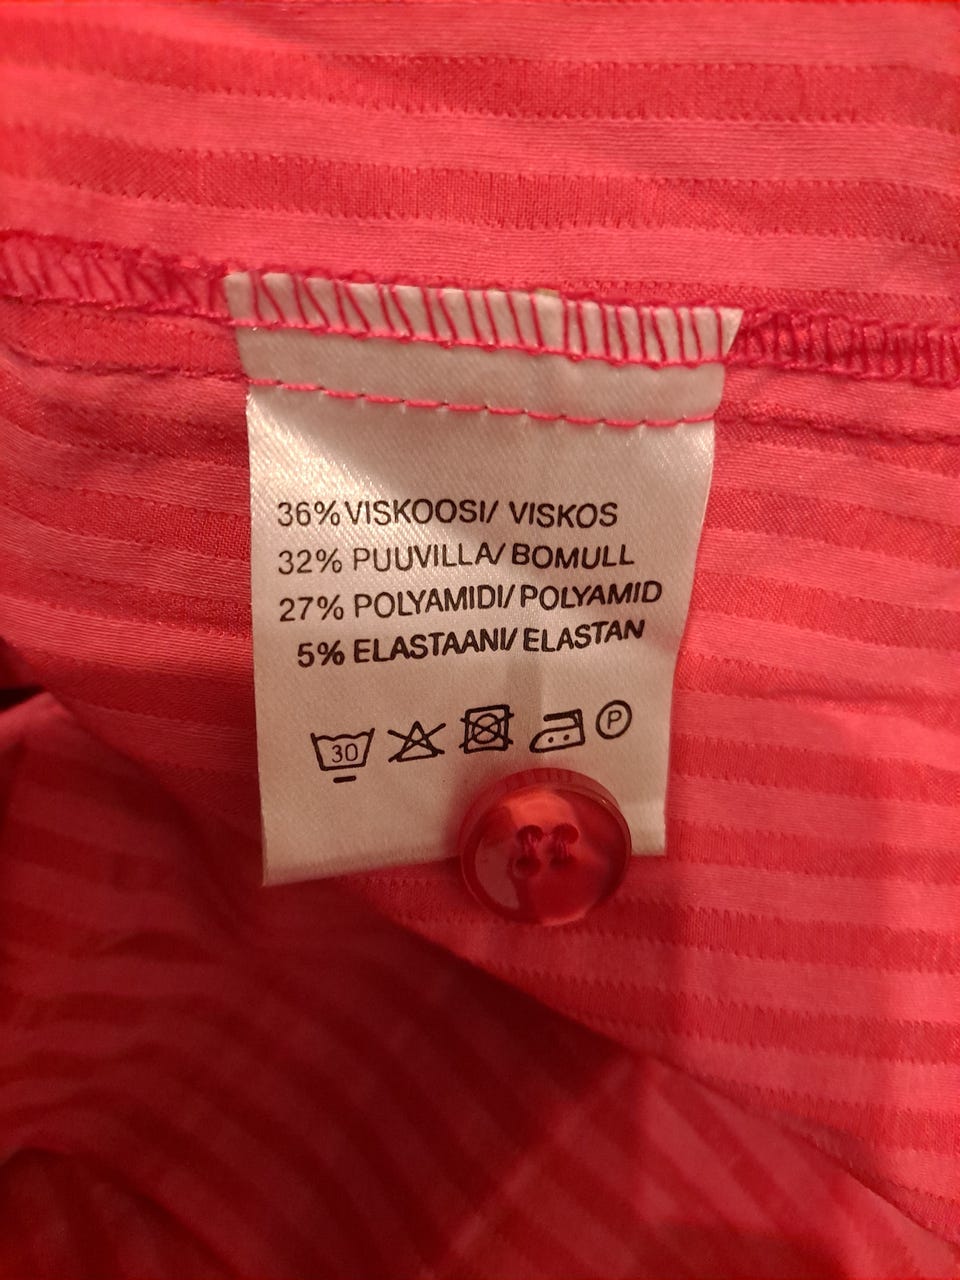 36% VISKOOSI/ VISKOS
32% PUUVILLA/ BOMULL
27% POLYAMIDI/ POLYAMID
5% ELASTAANI/ ELASTAN
30 P